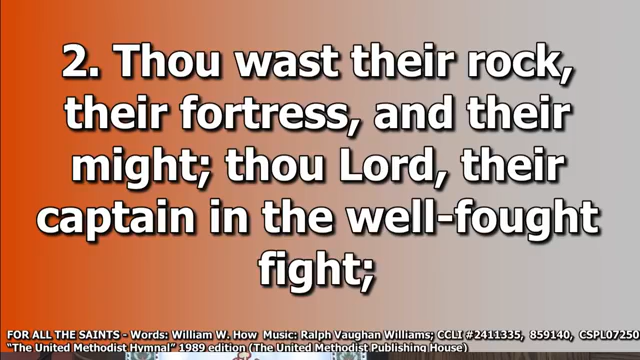 2. Thou wast their rock,
their fortress, and their
might; thou Lord, their
captain in the well-fought
fight;
FOR ALL THE SAINTS - Words: William W. How Music: Ralph Vaughan Williams; CCLI #2411335, 859140, CSPL07250
"The United Methodist Hymnal" 1989 edition (The United Methodist Publishing House)